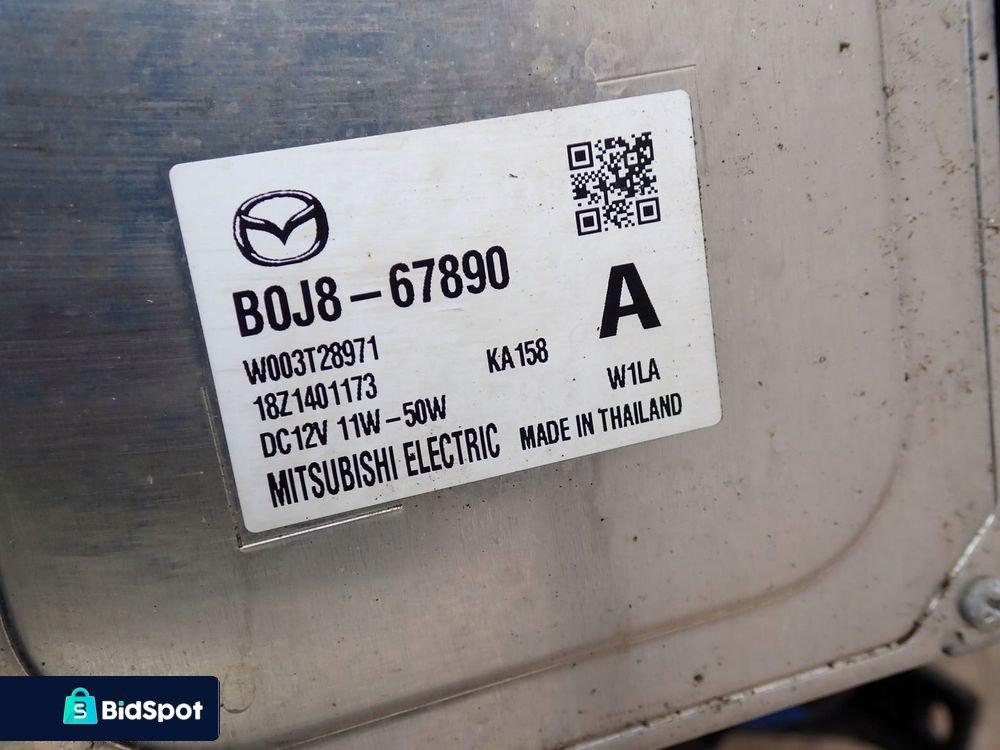 B0J8-67890
A
W003T28971
KA158
18Z1401173
W1LA
DC12V 11W-50W
MITSUBISHI ELECTRIC MADE IN THAILAND
BidSpot